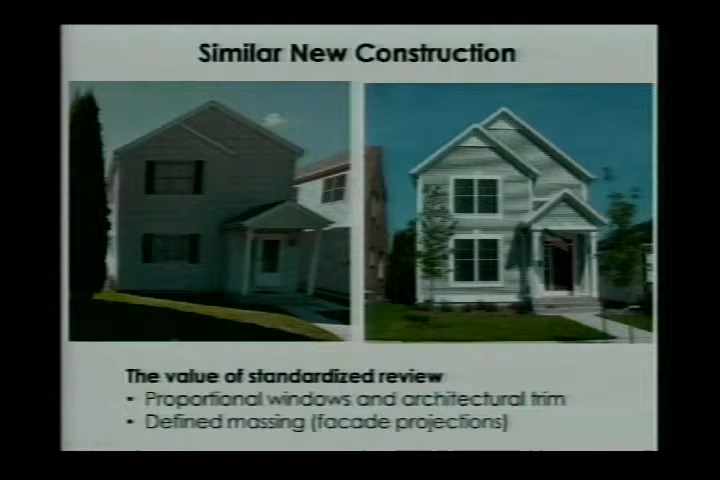 Similar New Construction
The value of standardized review
• Proportional windows and architectural trim
• Defined massing (facade projections)